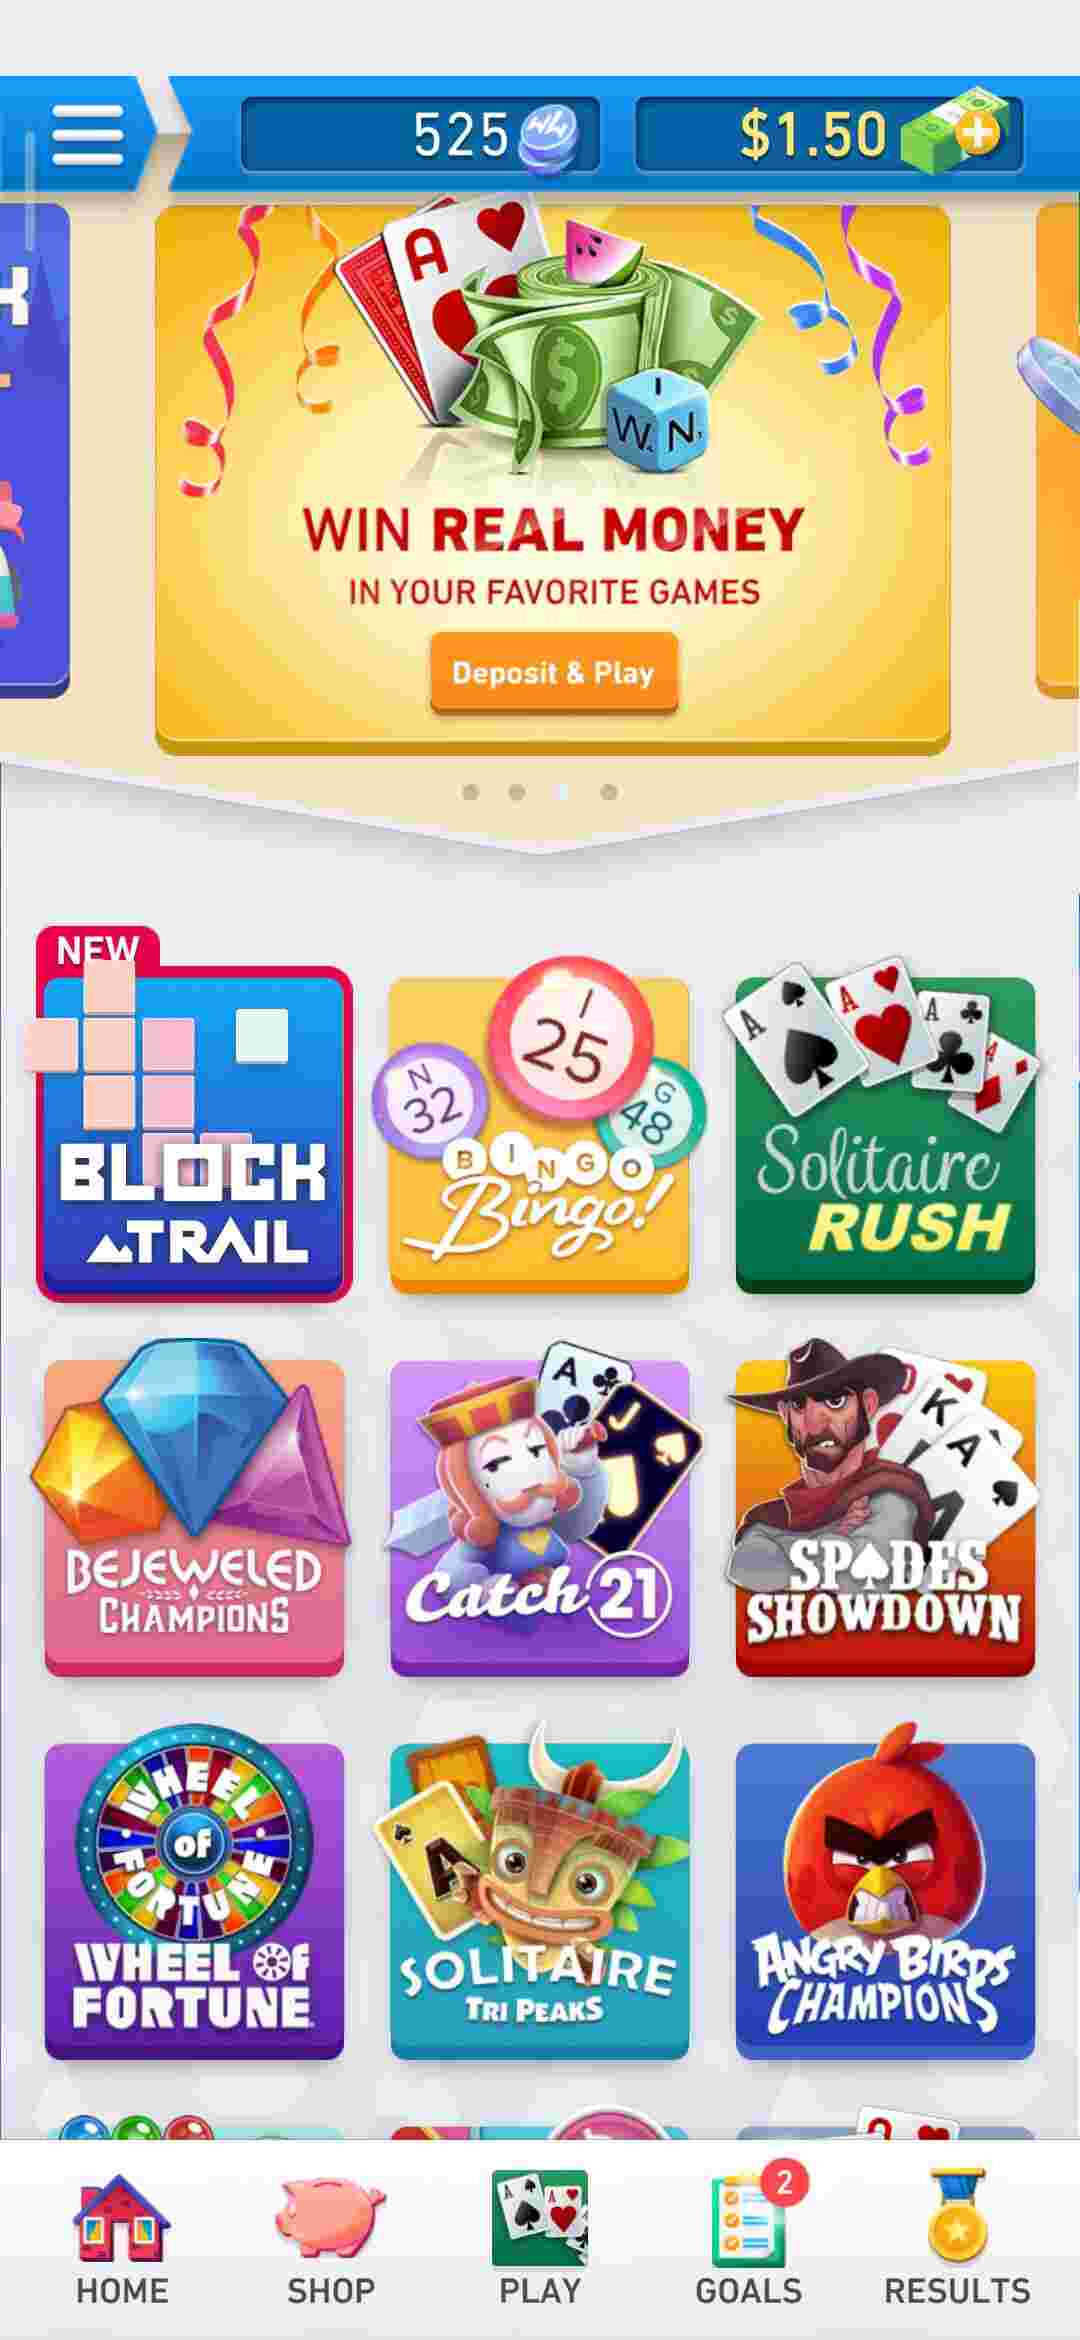 525
$1.50
A
W I N
WIN REAL MONEY
IN YOUR FAVORITE GAMES
Deposit & Play
NEW
BLOCK
TRAIL
I
25
N
32
G
48
BINGO
Bingo!
A A A 4
Solitaire
RUSH
BEJEWELED
CHAMPIONS
A
J
Catch 21
K
A
SPADES
SHOWDOWN
WHEEL
OF
FORTUNE
WHEEL OF
FORTUNE
A
SOLITAIRE
TRI PEAKS
ANGRY BIRDS
CHAMPIONS
A A
2
HOME SHOP PLAY GOALS RESULTS